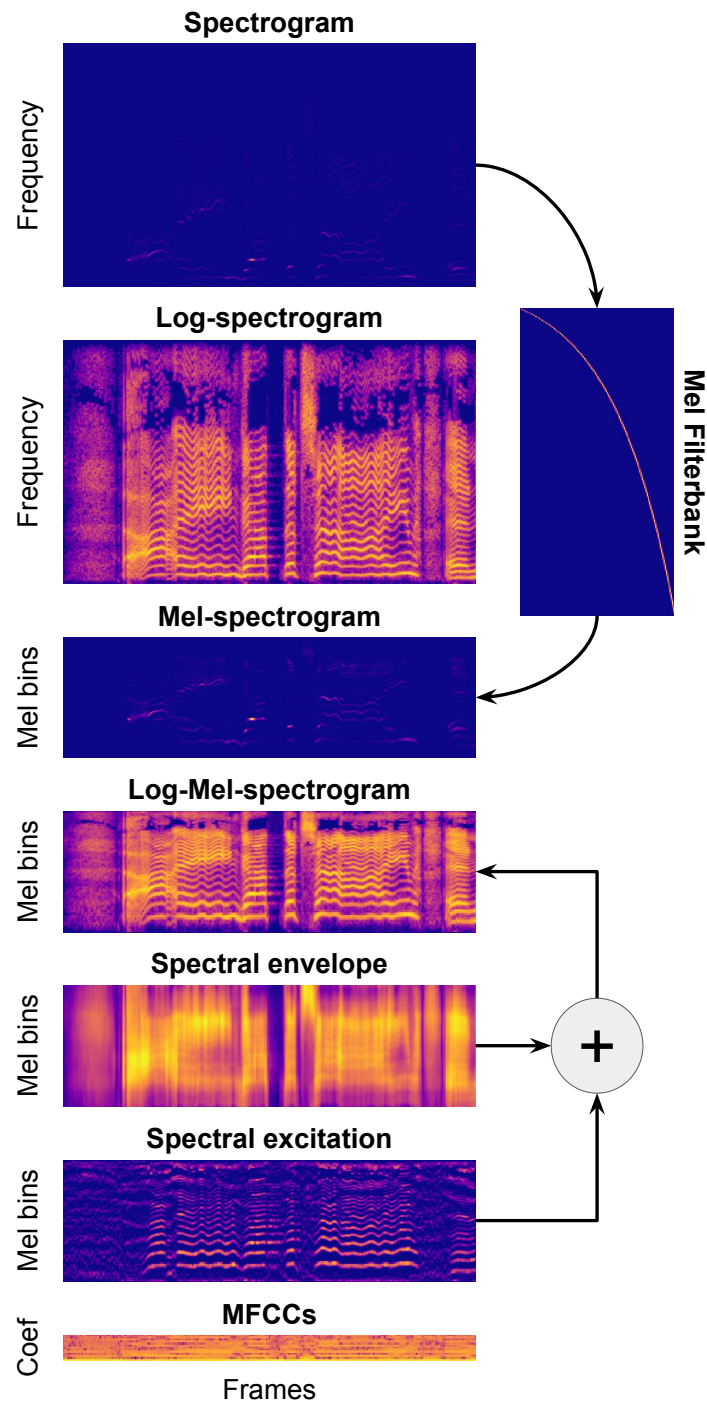 Spectrogram
Frequency
Log-spectrogram
Frequency
Mel Filterbank
Mel-spectrogram
Mel bins
Log-Mel-spectrogram
Mel bins
Spectral envelope
Mel bins
+
Spectral excitation
Mel bins
MFCCs
Coef
Frames